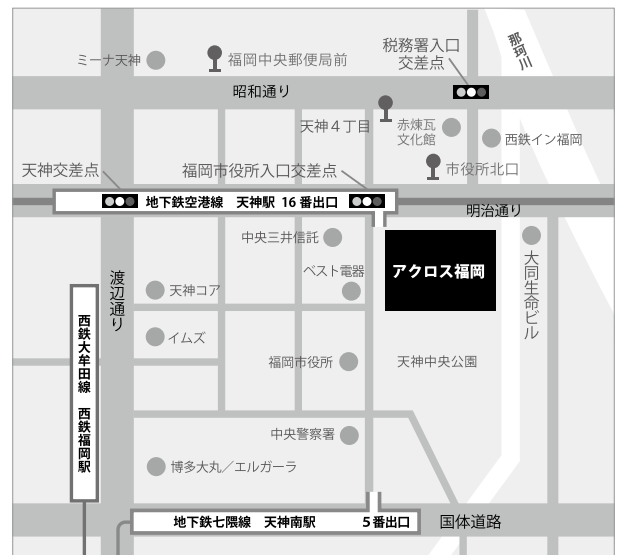 那珂川
税務署入口
交差点
ミーナ天神
福岡中央郵便局前
昭和通り
天神4丁目
赤煉瓦
文化館
西鉄イン福岡
天神交差点
福岡市役所入口交差点
市役所北口
地下鉄空港線 天神駅 16番出口
明治通り
中央三井信託
大同生命ビル
アクロス福岡
ベスト電器
渡辺通り
天神コア
西鉄大牟田線 西鉄福岡駅
イムズ
福岡市役所
天神中央公園
中央警察署
博多大丸/エルガーラ
地下鉄七隈線 天神南駅 5番出口
国体道路